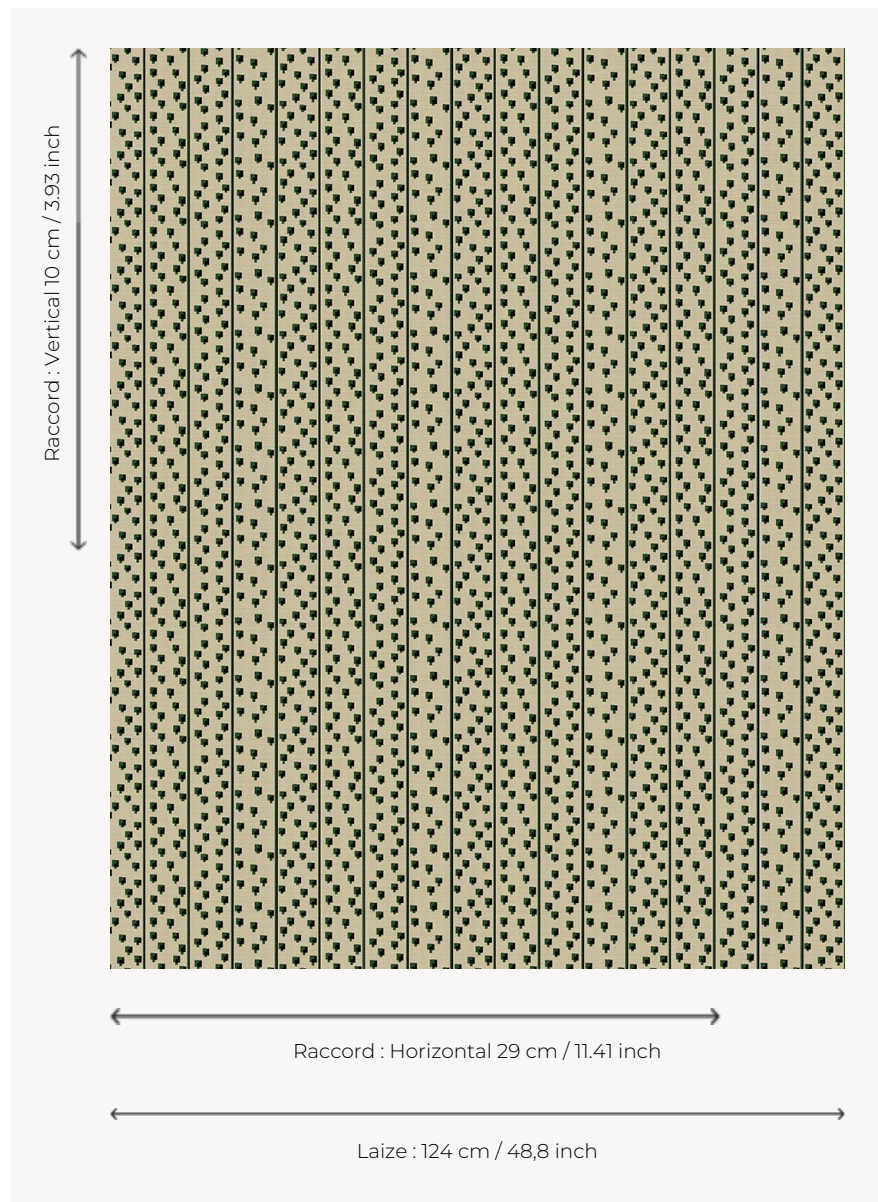 Raccord : Vertical 10 cm / 3.93 inch
Raccord : Horizontal 29 cm / 11.41 inch
Laize : 124 cm / 48,8 inch